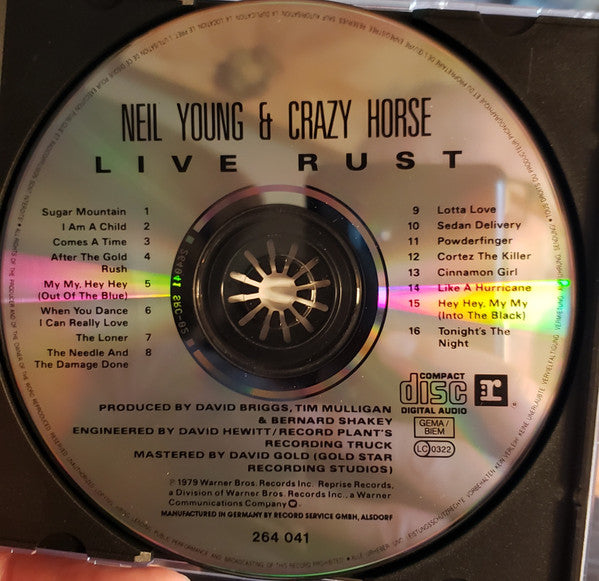 NEIL YOUNG & CRAZY HORSE
LIVE RUST
Sugar Mountain 1
I Am A Child 2
Comes A Time 3
After The Gold 4
Rush
My My, Hey Hey 5
(Out Of The Blue)
When You Dance 6
I Can Really Love
The Loner 7
The Needle And 8
The Damage Done
9 Lotta Love
10 Sedan Delivery
11 Powderfinger
12 Cortez The Killer
13 Cinnamon Girl
14 Like A Hurricane
15 Hey Hey, My My
(Into The Black)
16 Tonight's The
Night
COMPACT
disc
DIGITAL AUDIO
r
GEMA/
BIEM
LC 0322
PRODUCED BY DAVID BRIGGS, TIM MULLIGAN
& BERNARD SHAKEY
ENGINEERED BY DAVID HEWITT/RECORD PLANT'S
RECORDING TRUCK
MASTERED BY DAVID GOLD (GOLD STAR
RECORDING STUDIOS)
℗ 1979 Warner Bros. Records Inc. Reprise Records,
a Division of Warner Bros. Records Inc., a Warner
Communications Company
MANUFACTURED IN GERMANY BY RECORD SERVICE GMBH, ALSDORF
264 041